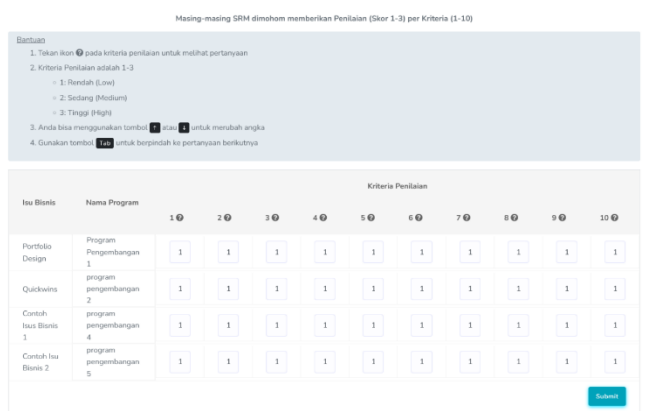 Masing-masing SRM dimohom memberikan Penilaian (Skor 1-3) per Kriteria (1-10)
Bantuan
1. Tekan ikon ? pada kriteria penilaian untuk melihat pertanyaan
2. Kriteria Penilaian adalah 1-3
1: Rendah (Low)
2: Sedang (Medium)
3: Tinggi (High)
3. Anda bisa menggunakan tombol ↑ atau ↓ untuk merubah angka
4. Gunakan tombol Tab untuk berpindah ke pertanyaan berikutnya
Kriteria Penilaian
Isu Bisnis Nama Program
1 ? 2 ? 3 ? 4 ? 5 ? 6 ? 7 ? 8 ? 9 ? 10 ?
Portfolio Design Program Pengembangan 1 1 1 1 1 1 1 1 1 1 1
Quickwins program pengembangan 2 1 1 1 1 1 1 1 1 1 1
Contoh Isus Bisnis 1 program pengembangan 4 1 1 1 1 1 1 1 1 1 1
Contoh Isu Bisnis 2 program pengembangan 5 1 1 1 1 1 1 1 1 1 1
Submit